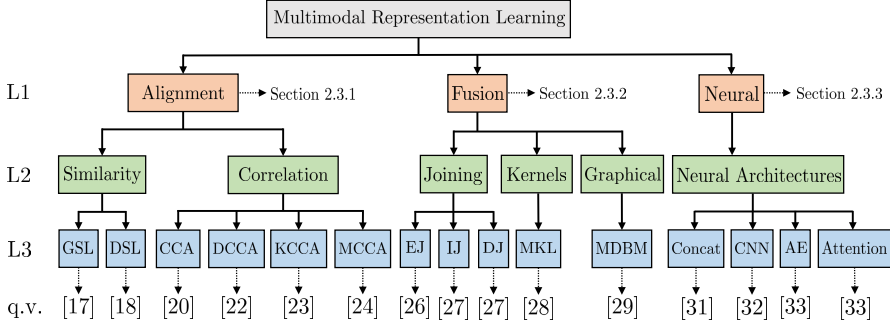 Multimodal Representation Learning
L1 Alignment Section 2.3.1 Fusion Section 2.3.2 Neural Section 2.3.3
L2 Similarity Correlation Joining Kernels Graphical Neural Architectures
L3 GSL DSL CCA DCCA KCCA MCCA EJ IJ DJ MKL MDBM Concat CNN AE Attention
q.v. [17] [18] [20] [22] [23] [24] [26] [27] [27] [28] [29] [31] [32] [33] [33]